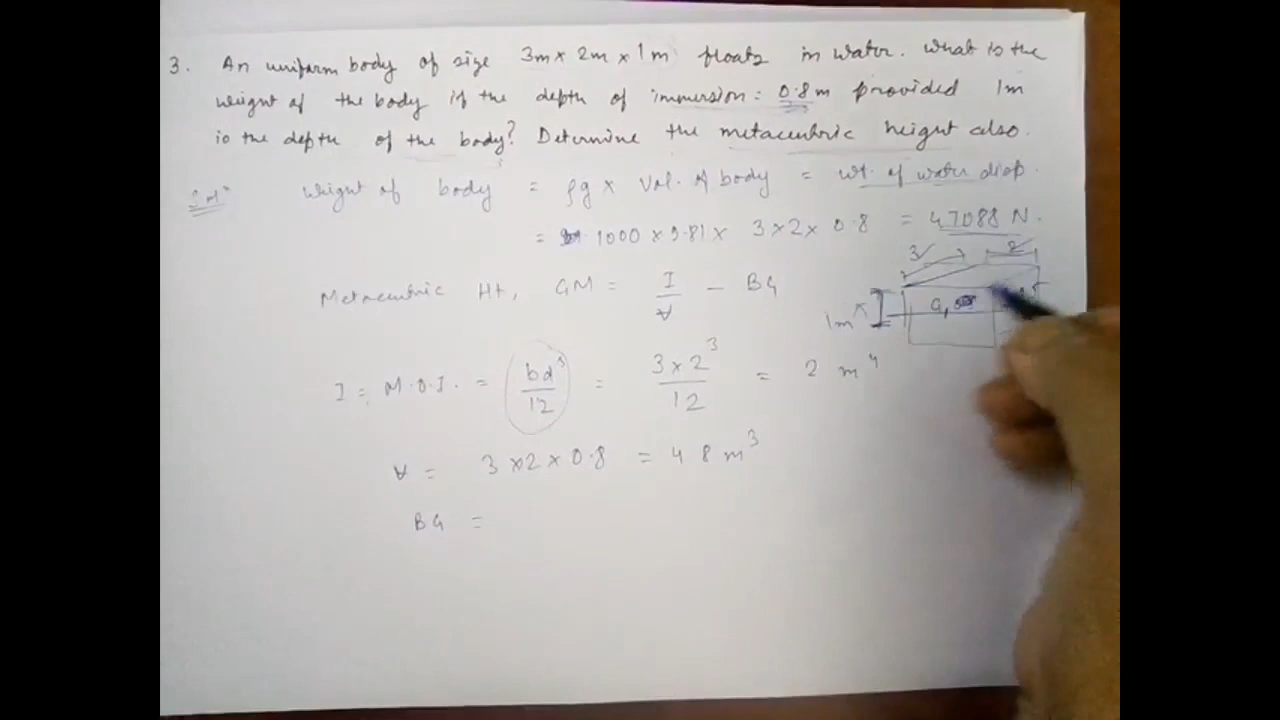 3. An uniform body of size 3m x 2m x 1m floats in water. What is the
weight of the body if the depth of immersion = 0.8m provided 1m
is the depth of the body? Determine the metacentric height also.
Weight of body = ρg x Vol. of body = wt. of water disp.
= 1000 x 9.81 x 3 x 2 x 0.8 = 47088 N.
Metacentric Ht, GM = I/∀ - BG
3 2
1m G,
I = M.O.I. = bd³/12 = 3 x 2³/12 = 2 m⁴
∀ = 3 x 2 x 0.8 = 4 8 m³
BG =